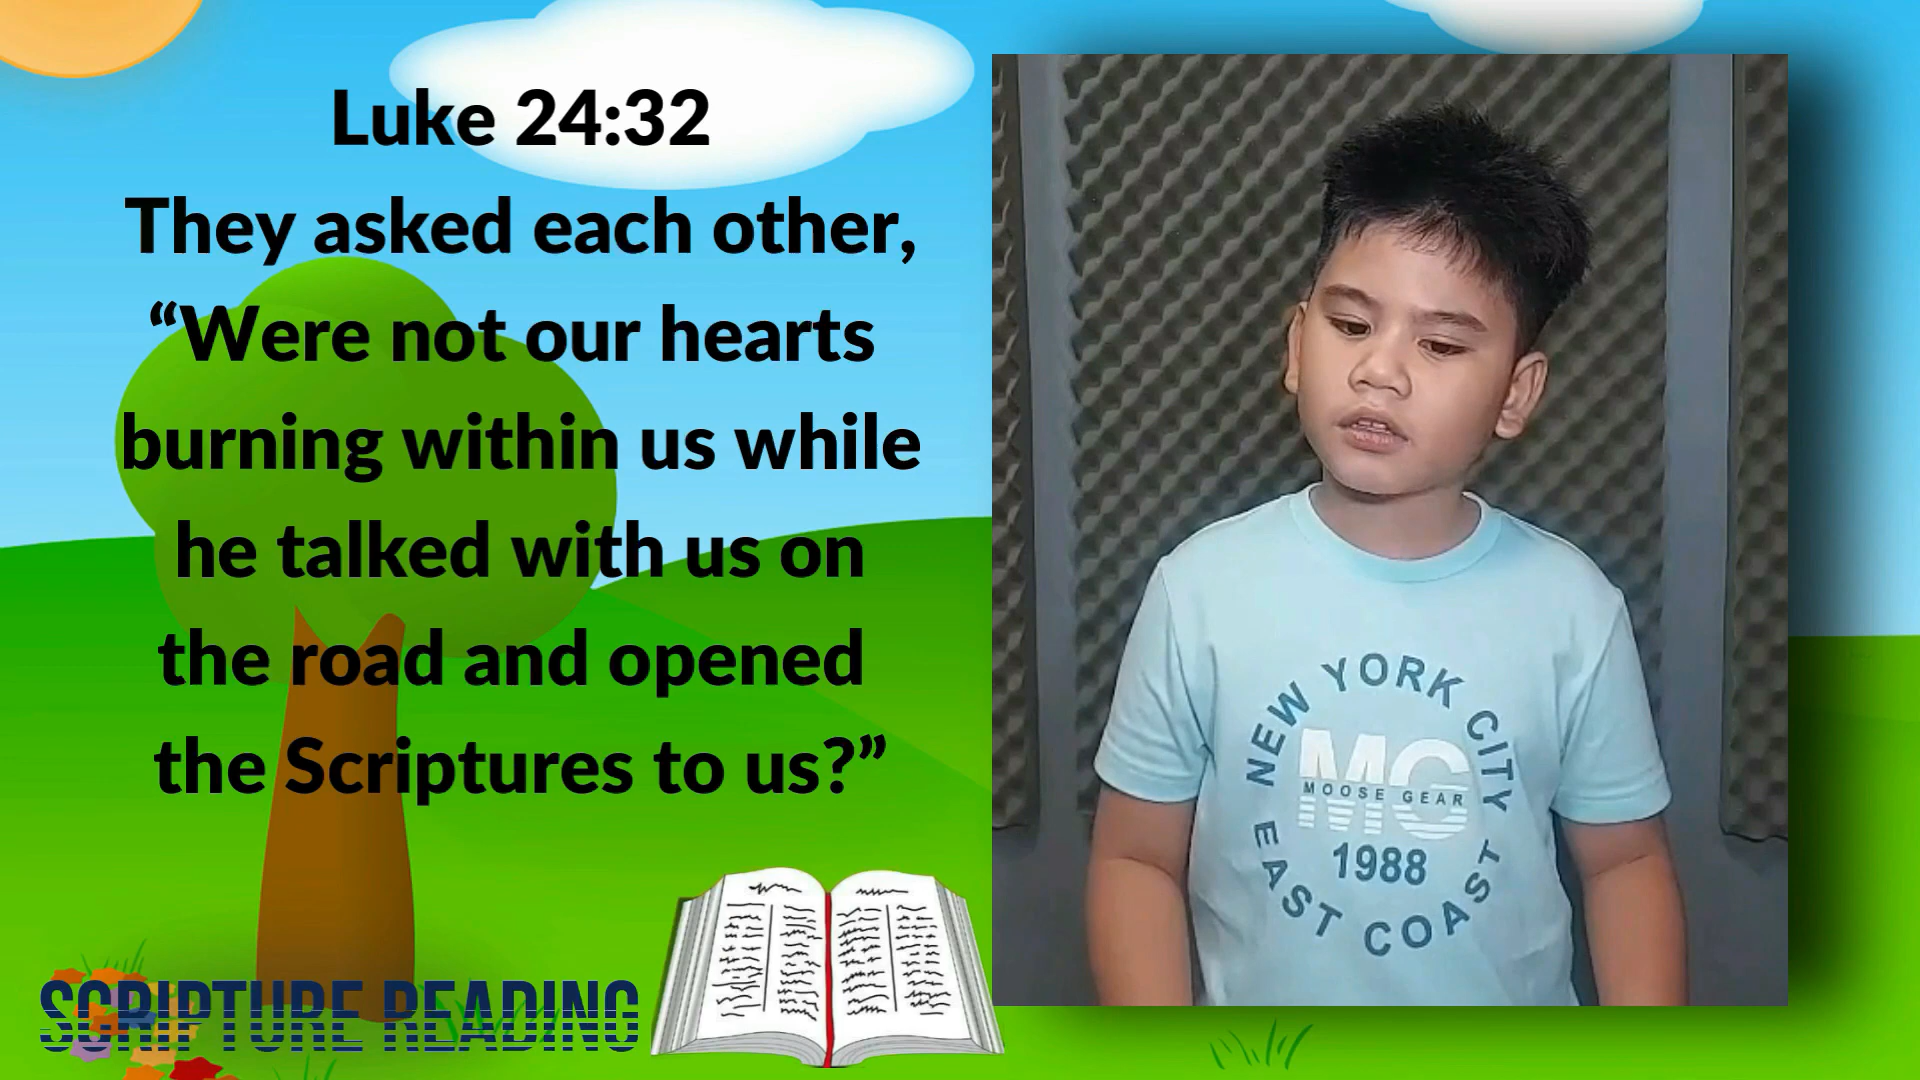 Luke 24:32
They asked each other,
“Were not our hearts
burning within us while
he talked with us on
the road and opened
the Scriptures to us?”
SCRIPTURE READING
NEW YORK CITY
MG
MOOSE GEAR
1988
EAST COAST